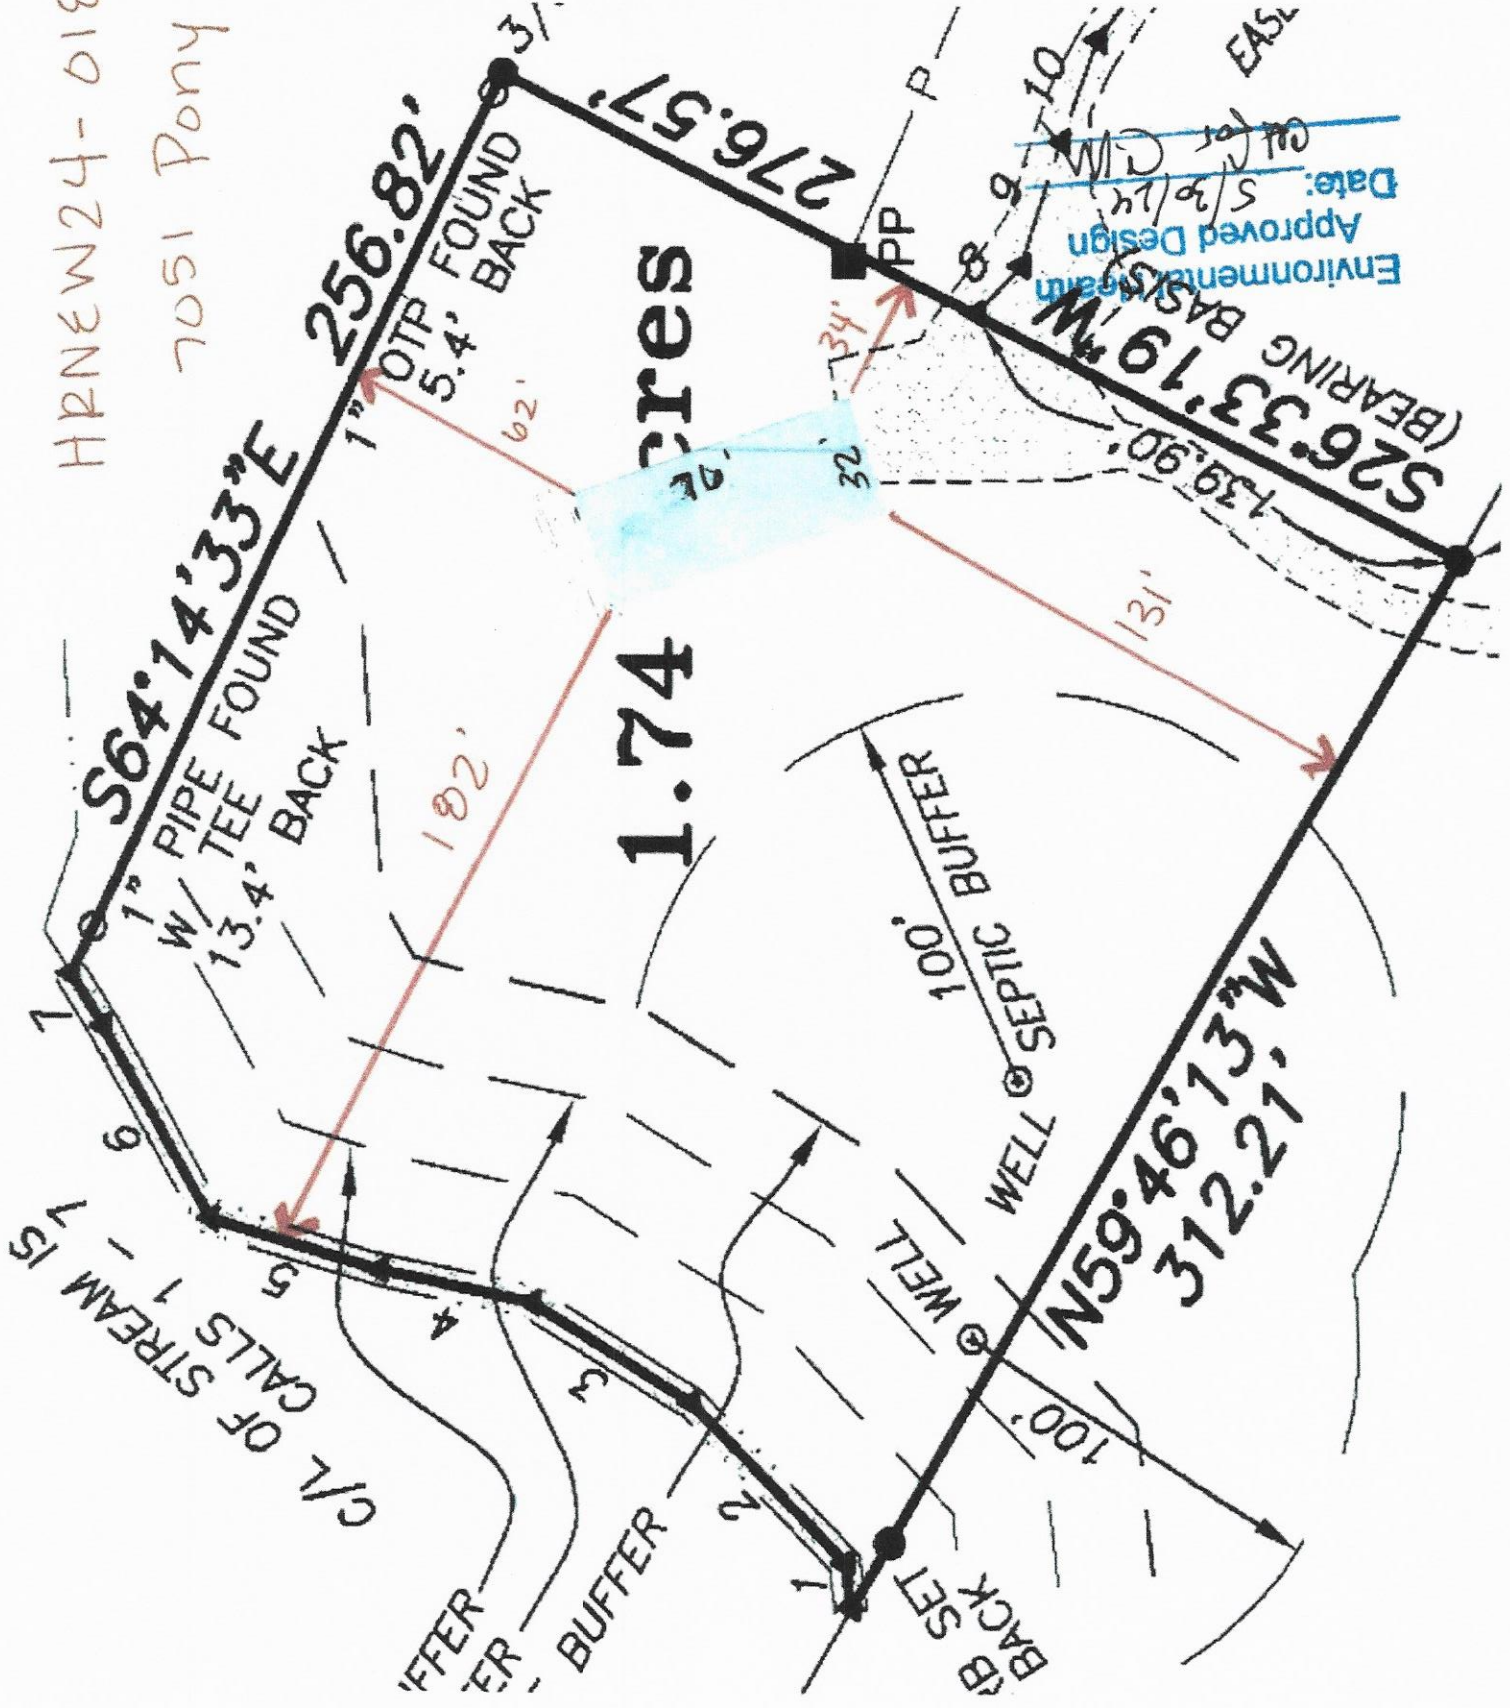 HRNEW24-018
7051 Pony
S64°14'33"E
256.82'
1" PIPE FOUND
W/ TEE
13.4' BACK
1" OTP FOUND
5.4' BACK
276.57'
P
PP
8
9
10
EASE
Environmental Health
Approved Design
Date: 5/30/24
S26°33'19"W
(BEARING BASIS)
139.90'
62'
34'
32'
182'
131'
1.74 cres
100'
SEPTIC BUFFER
WELL
WELL
100'
N59°46'13"W
312.21'
C/L OF STREAM IS
CALLS 1 - 7
7
6
5
4
3
2
1
UFFER
ER
BUFFER
RB SET
BACK